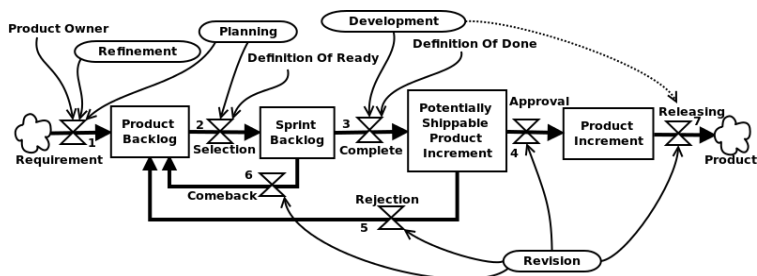 Product Owner
Refinement
Planning
Definition Of Ready
Development
Definition Of Done
Requirement
1
Product
Backlog
2
Selection
Sprint
Backlog
3
Complete
Potentially
Shippable
Product
Increment
Approval
4
Product
Increment
Releasing
7
Product
6
Comeback
Rejection
5
Revision